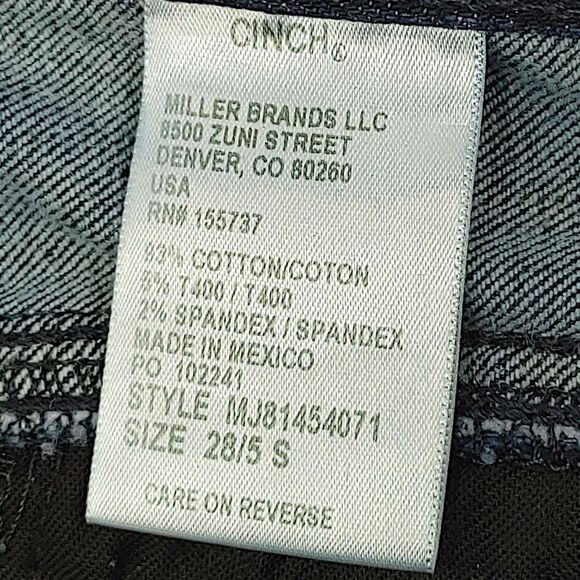 CINCH®
MILLER BRANDS LLC
8500 ZUNI STREET
DENVER, CO 80260
USA
RN# 155737
93% COTTON/COTON
5% T400 / T400
2% SPANDEX / SPANDEX
MADE IN MEXICO
PO 102241
STYLE MJ81454071
SIZE 28/5 S
CARE ON REVERSE